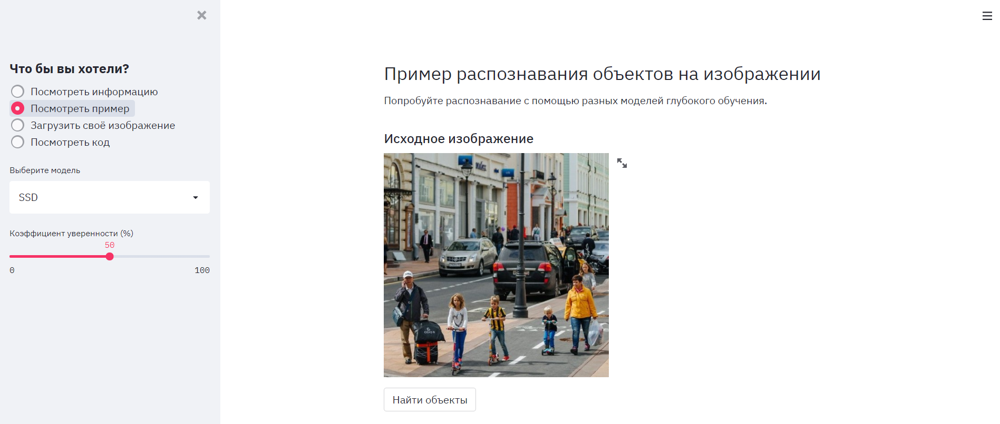 Что бы вы хотели?
Посмотреть информацию
Посмотреть пример
Загрузить своё изображение
Посмотреть код
Выберите модель
SSD
Коэффициент уверенности (%)
50
0
100
Пример распознавания объектов на изображении
Попробуйте распознавание с помощью разных моделей глубокого обучения.
Исходное изображение
Найти объекты